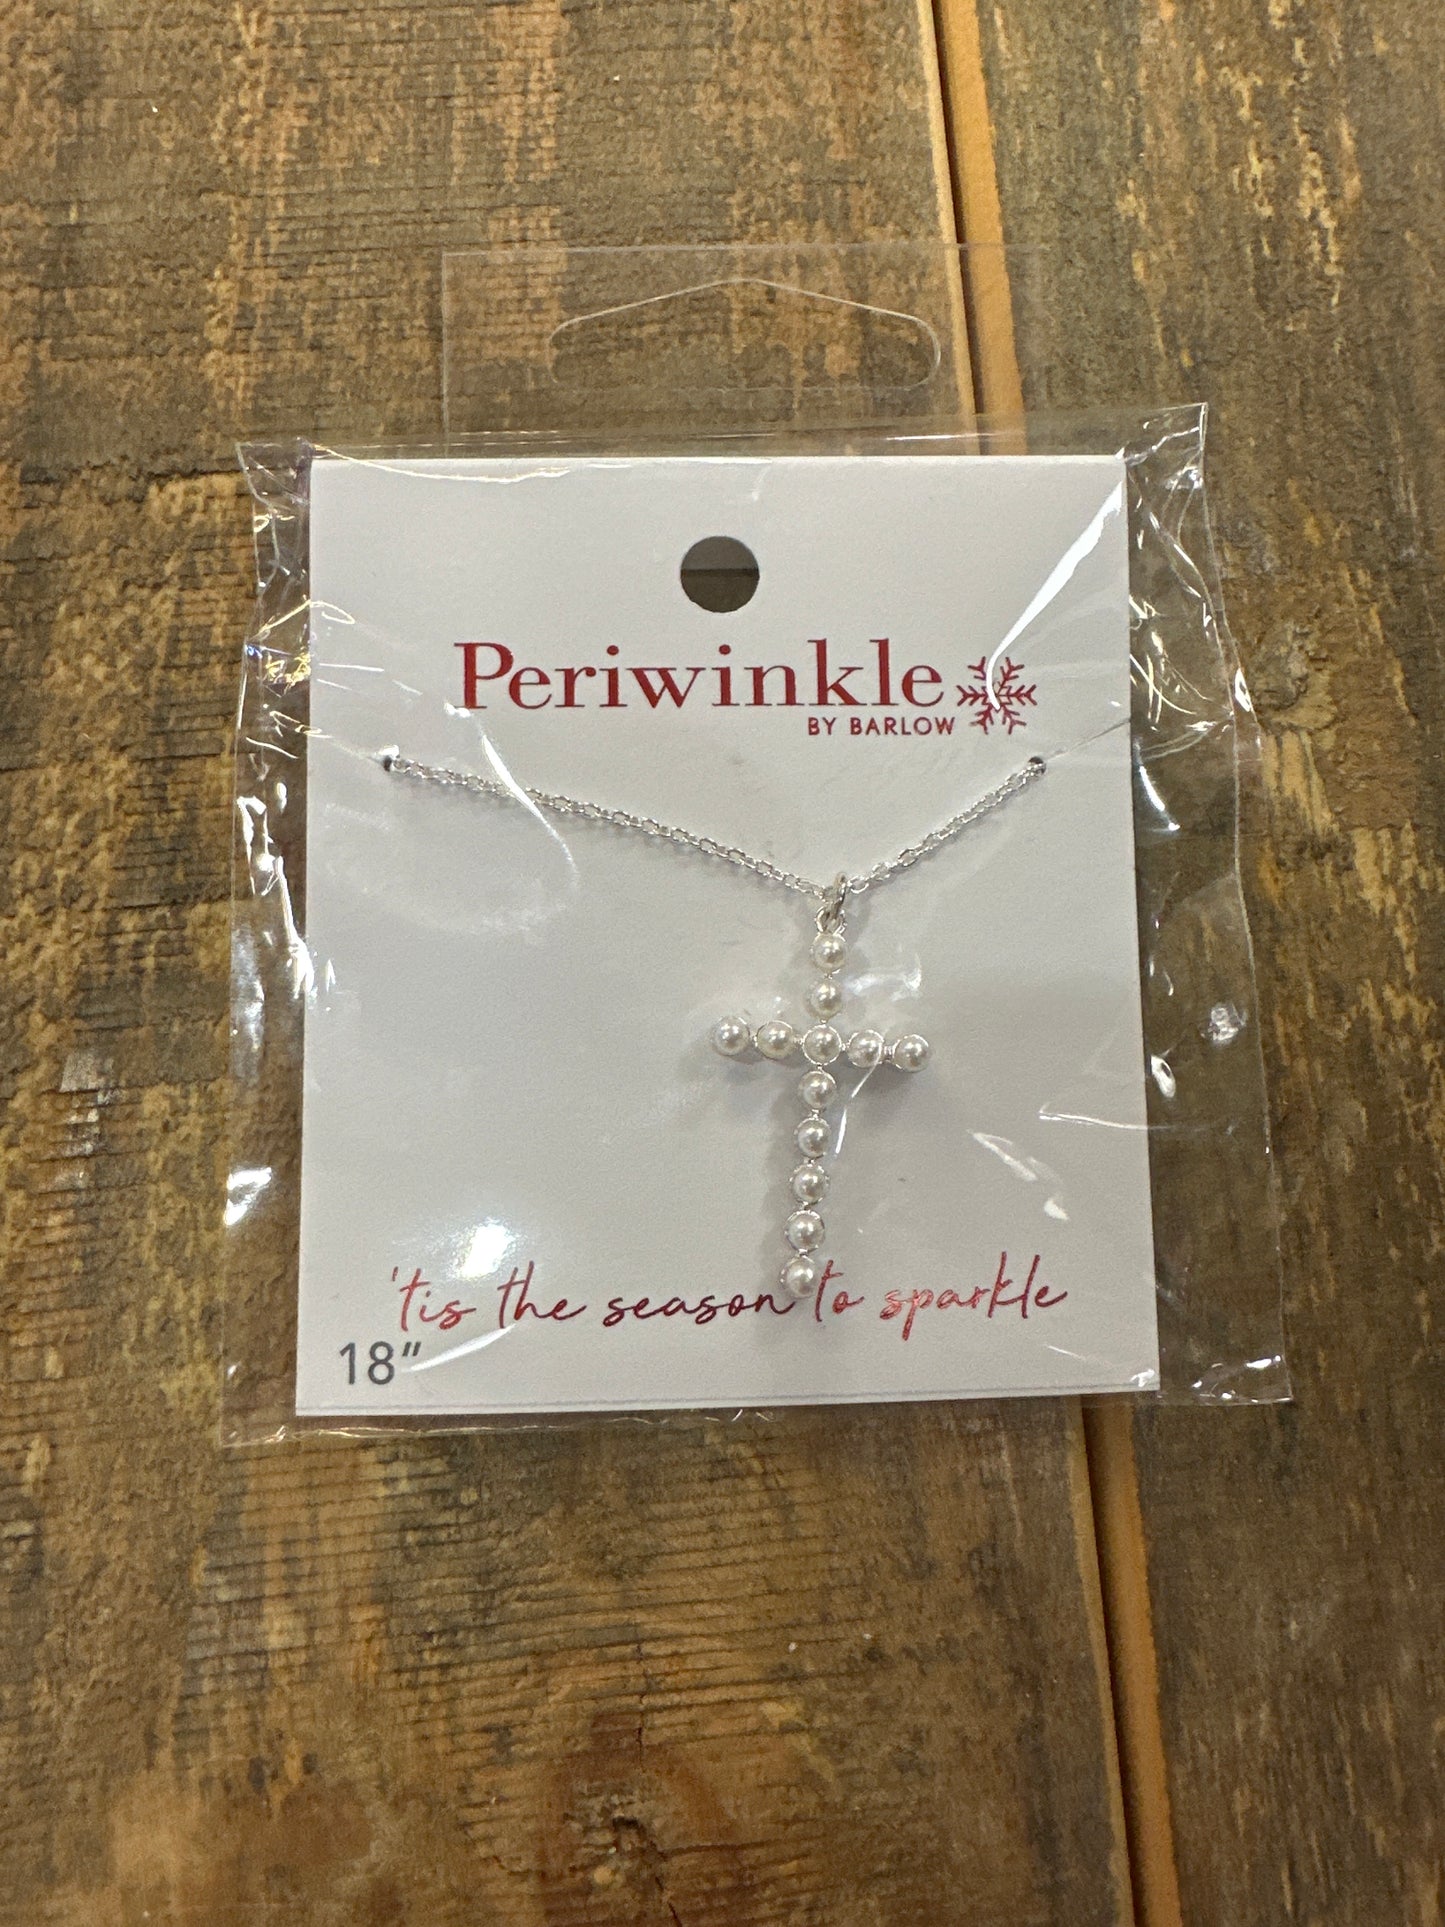 Periwinkle
BY BARLOW
'tis the season to sparkle
18"